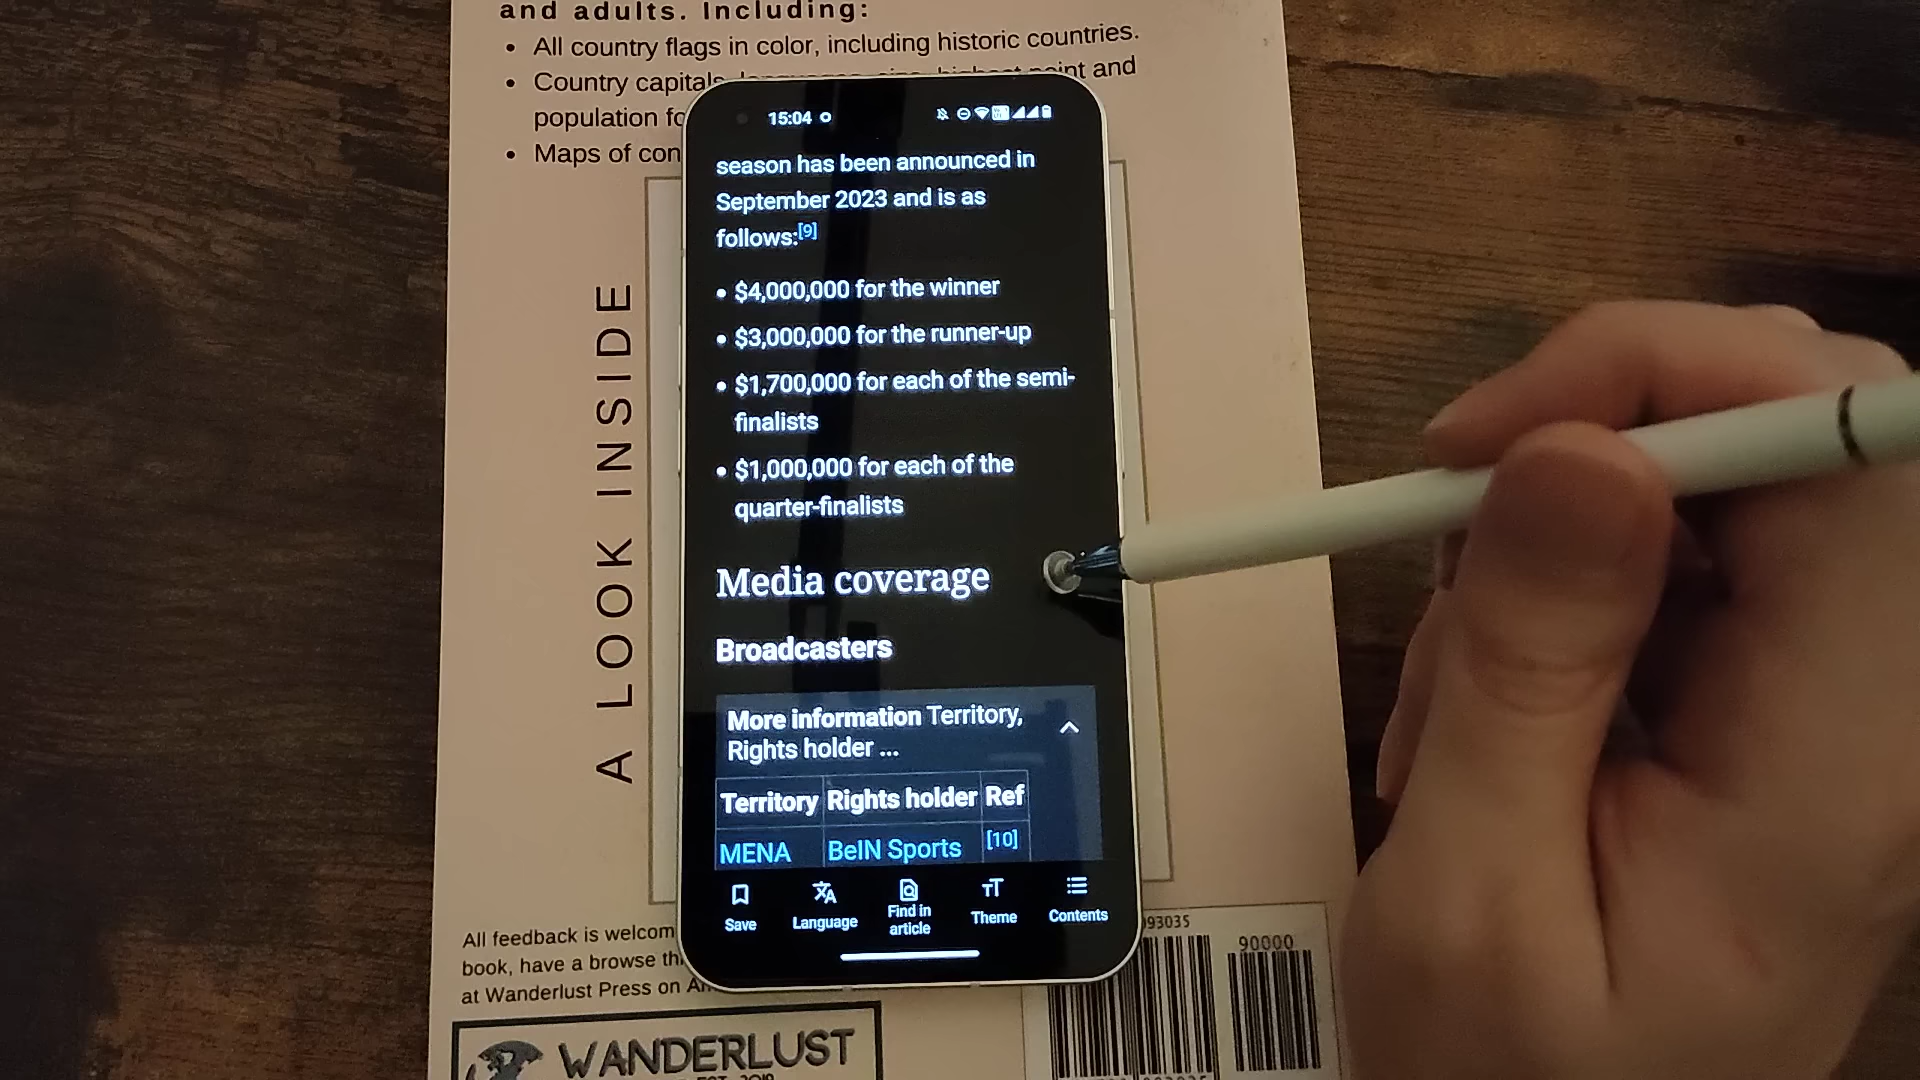 and adults. Including:
• All country flags in color, including historic countries.
• Country capitals, point and
population
• Maps of con
A LOOK INSIDE
15:04
season has been announced in
September 2023 and is as
follows:[9]
• $4,000,000 for the winner
• $3,000,000 for the runner-up
• $1,700,000 for each of the semi-
finalists
• $1,000,000 for each of the
quarter-finalists
Media coverage
Broadcasters
More information Territory,
Rights holder ...
Territory Rights holder Ref
MENA BeIN Sports [10]
Save Language Find in article Theme Contents
All feedback is welcom
book, have a browse
at Wanderlust Press on
93035
90000
WANDERLUST